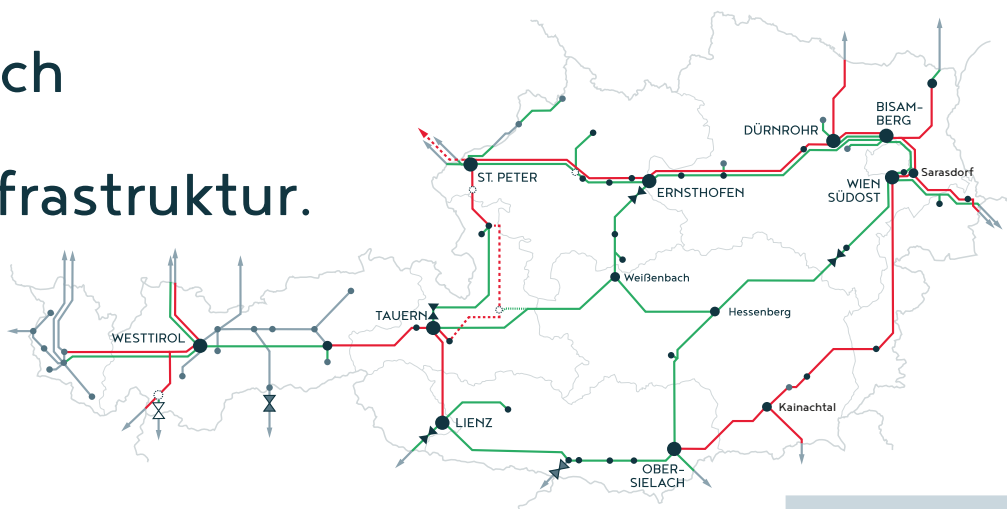 ch
frastruktur.
BISAM-
BERG
DÜRNROHR
ST. PETER
ERNSTHOFEN
Sarasdorf
WIEN
SÜDOST
Weißenbach
Hessenberg
TAUERN
WESTTIROL
Kainachtal
LIENZ
OBER-
SIELACH